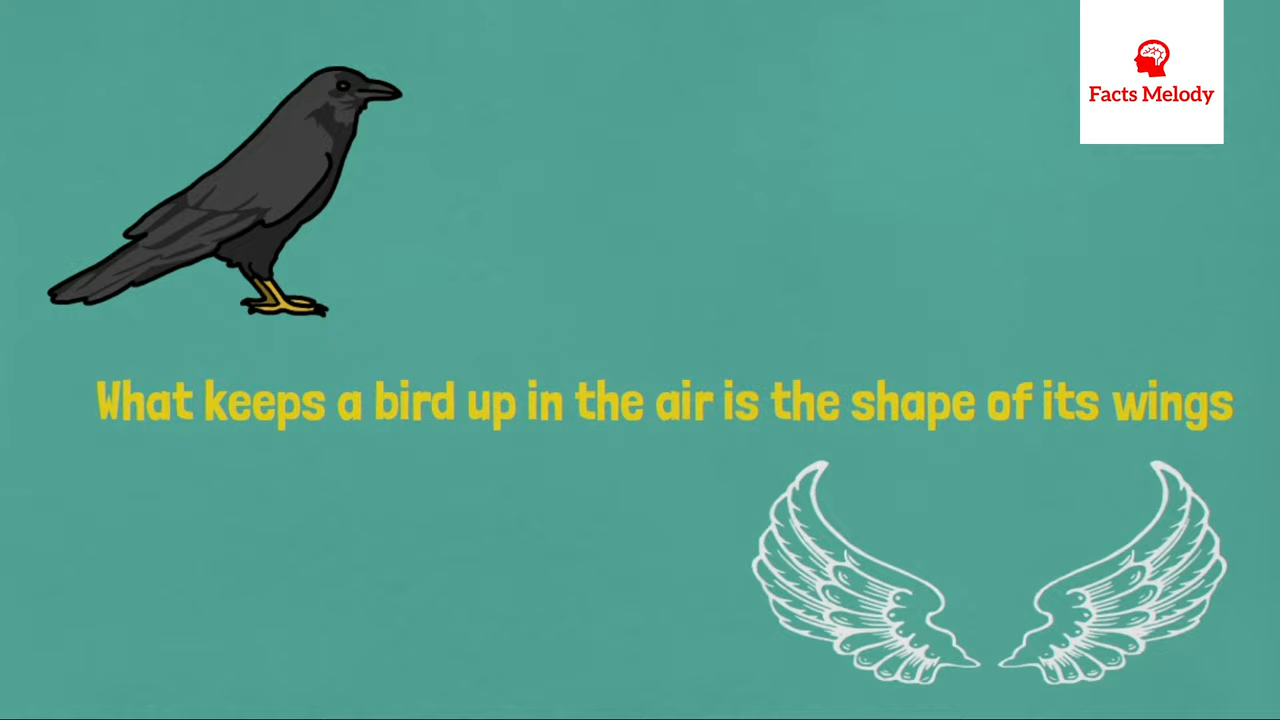 Facts Melody
What keeps a bird up in the air is the shape of its wings